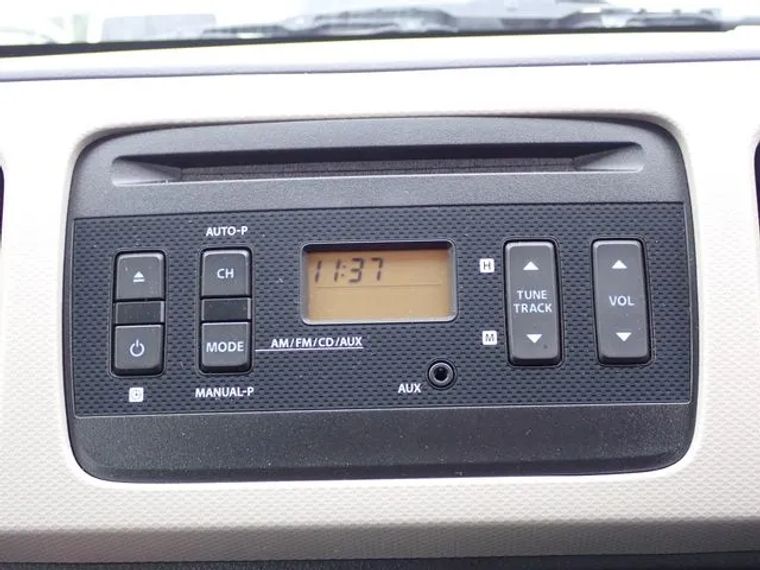 AUTO-P
CH
11:37
H
TUNE
TRACK
VOL
MODE
AM/FM/CD/AUX
M
MANUAL-P
AUX